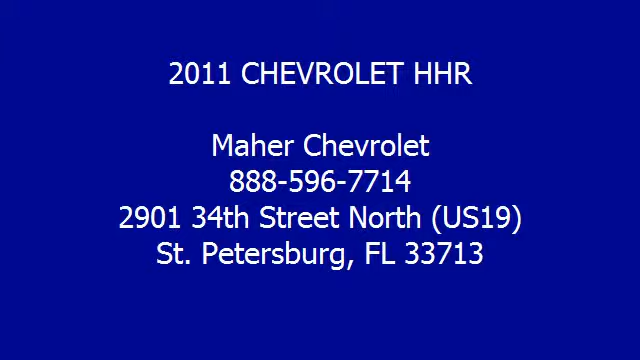 2011 CHEVROLET HHR
Maher Chevrolet
888-596-7714
2901 34th Street North (US19)
St. Petersburg, FL 33713